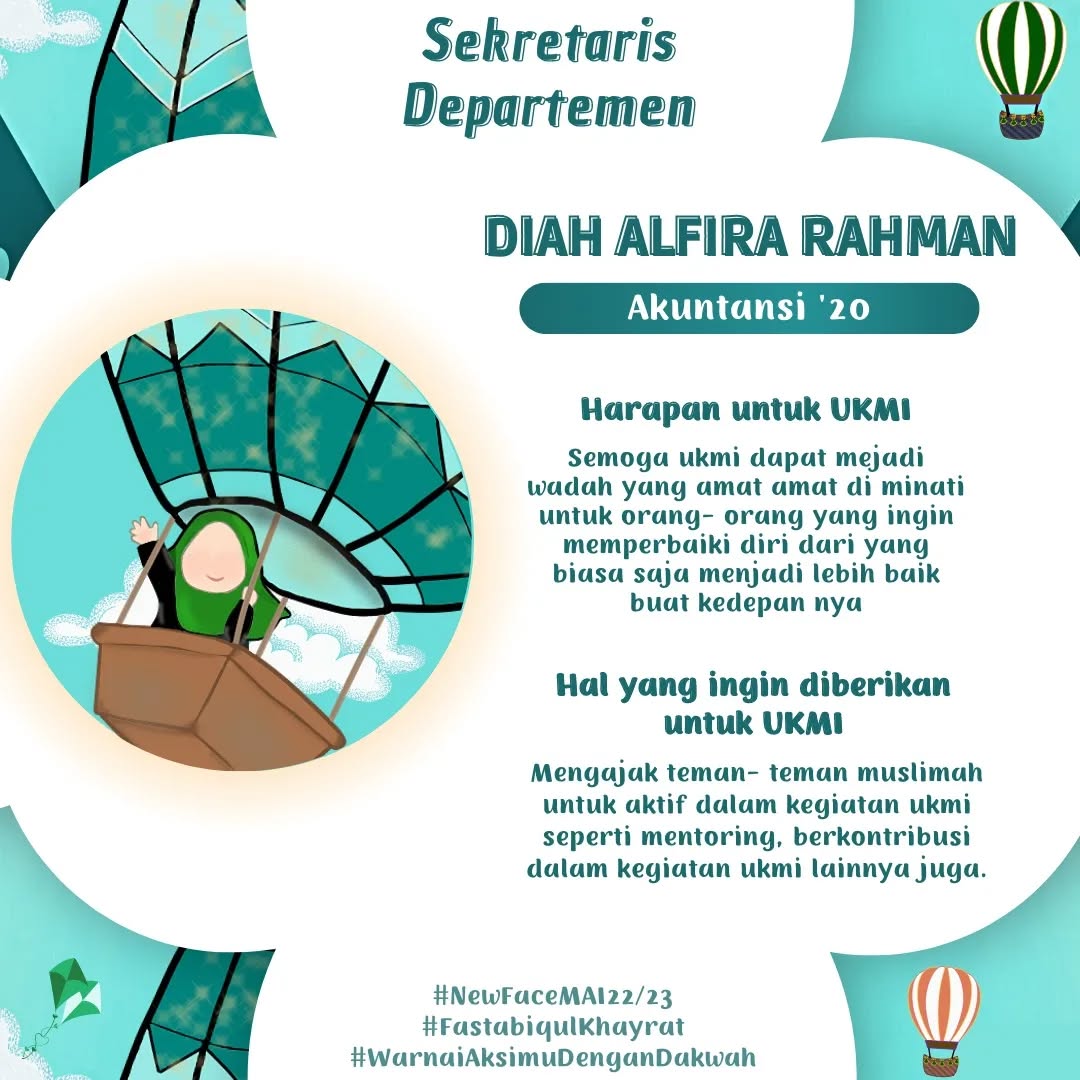 Sekretaris
Departemen
DIAH ALFIRA RAHMAN
Akuntansi '20
Harapan untuk UKMI
Semoga ukmi dapat mejadi
wadah yang amat amat di minati
untuk orang- orang yang ingin
memperbaiki diri dari yang
biasa saja menjadi lebih baik
buat kedepan nya
Hal yang ingin diberikan
untuk UKMI
Mengajak teman- teman muslimah
untuk aktif dalam kegiatan ukmi
seperti mentoring, berkontribusi
dalam kegiatan ukmi lainnya juga.
#NewFaceMAI22/23
#FastabiqulKhayrat
#WarnaiAksimuDenganDakwah